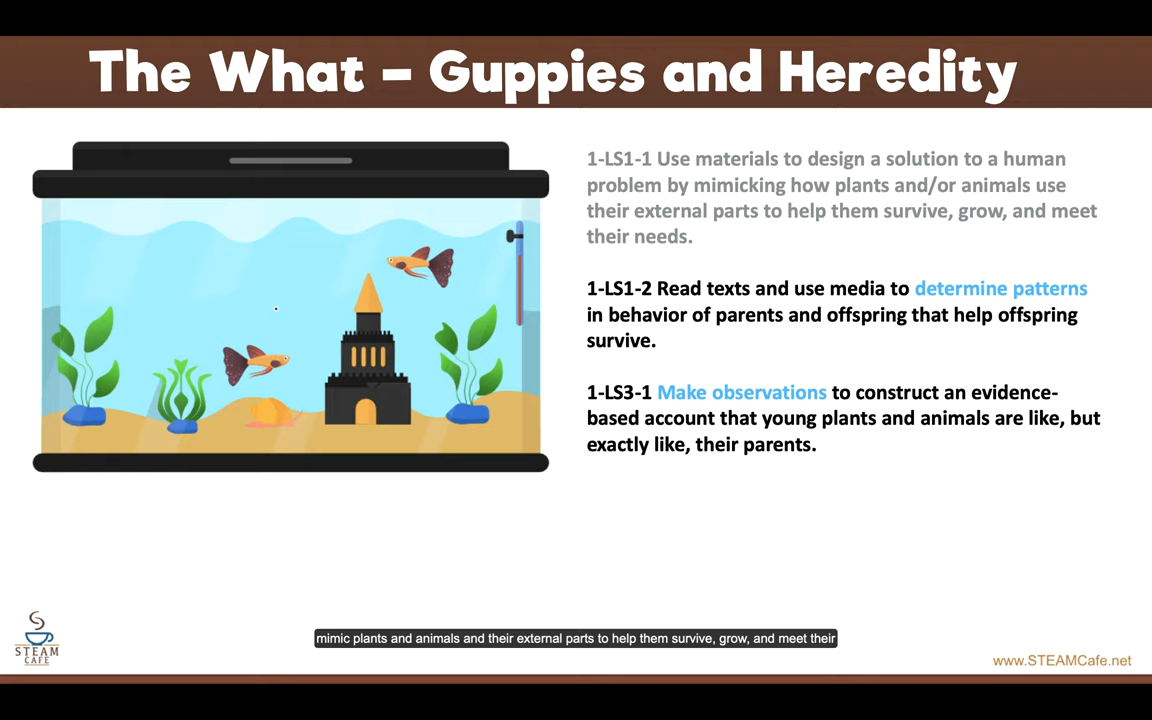 The What – Guppies and Heredity
1-LS1-1 Use materials to design a solution to a human
problem by mimicking how plants and/or animals use
their external parts to help them survive, grow, and meet
their needs.
1-LS1-2 Read texts and use media to determine patterns
in behavior of parents and offspring that help offspring
survive.
1-LS3-1 Make observations to construct an evidence-
based account that young plants and animals are like, but
exactly like, their parents.
mimic plants and animals and their external parts to help them survive, grow, and meet their
STEAM
CAFE
www.STEAMCafe.net